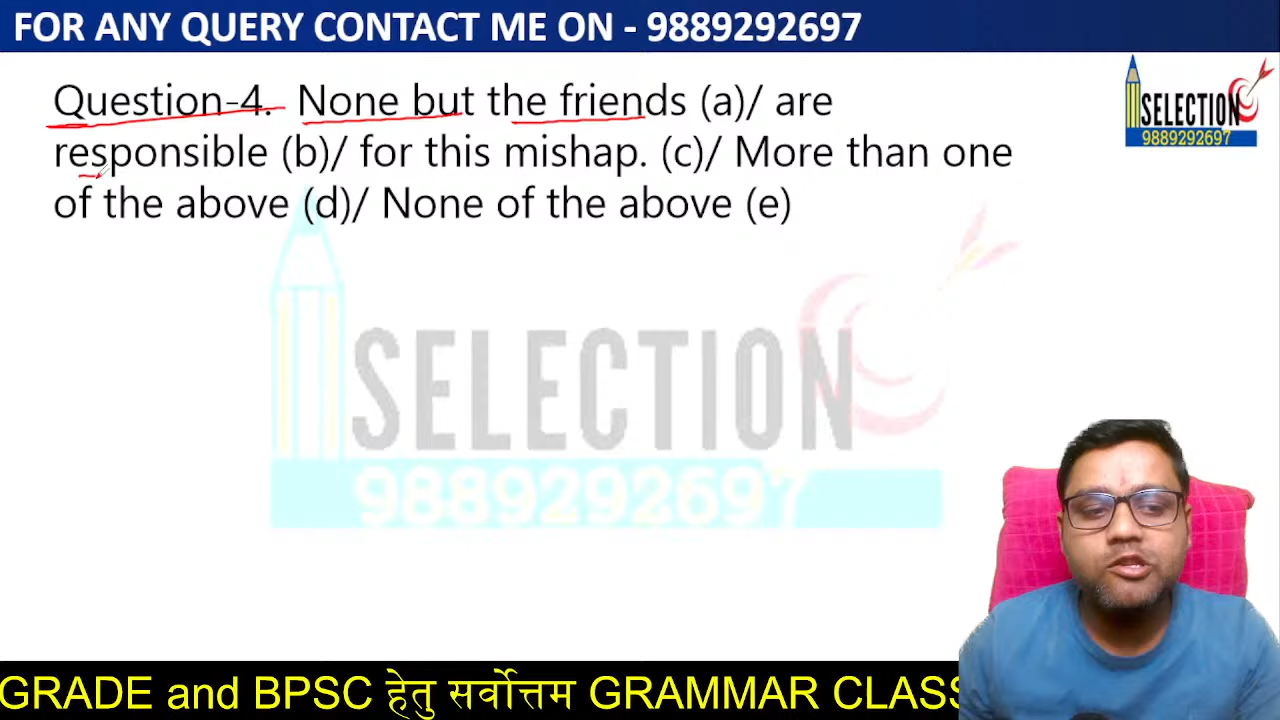 FOR ANY QUERY CONTACT ME ON - 9889292697
SELECTION
9889292697
Question-4. None but the friends (a)/ are
responsible (b)/ for this mishap. (c)/ More than one
of the above (d)/ None of the above (e)
SELECTION
9889292697
GRADE and BPSC हेतु सर्वोत्तम GRAMMAR CLASS